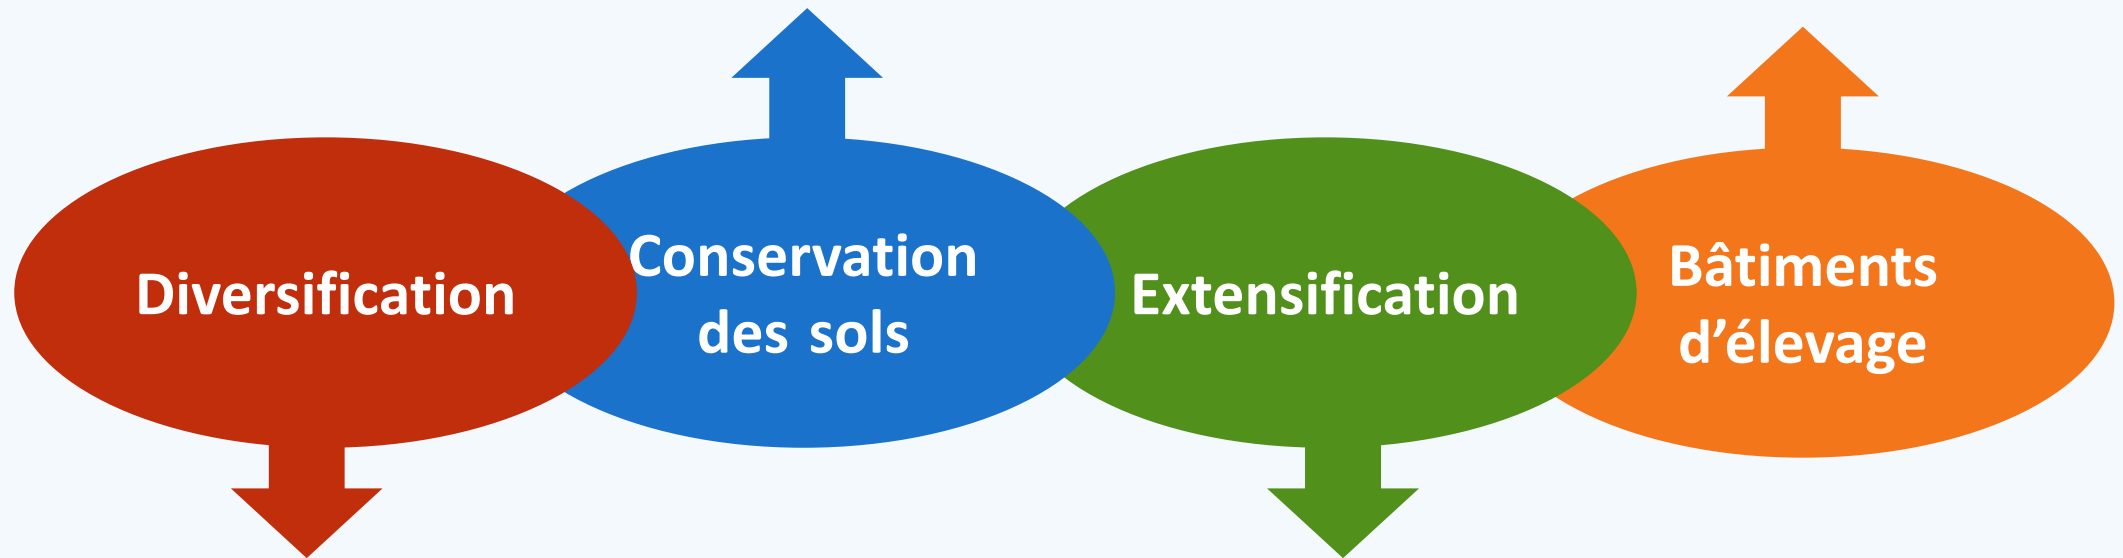 Diversification
Conservation
des sols
Extensification
Bâtiments
d’élevage